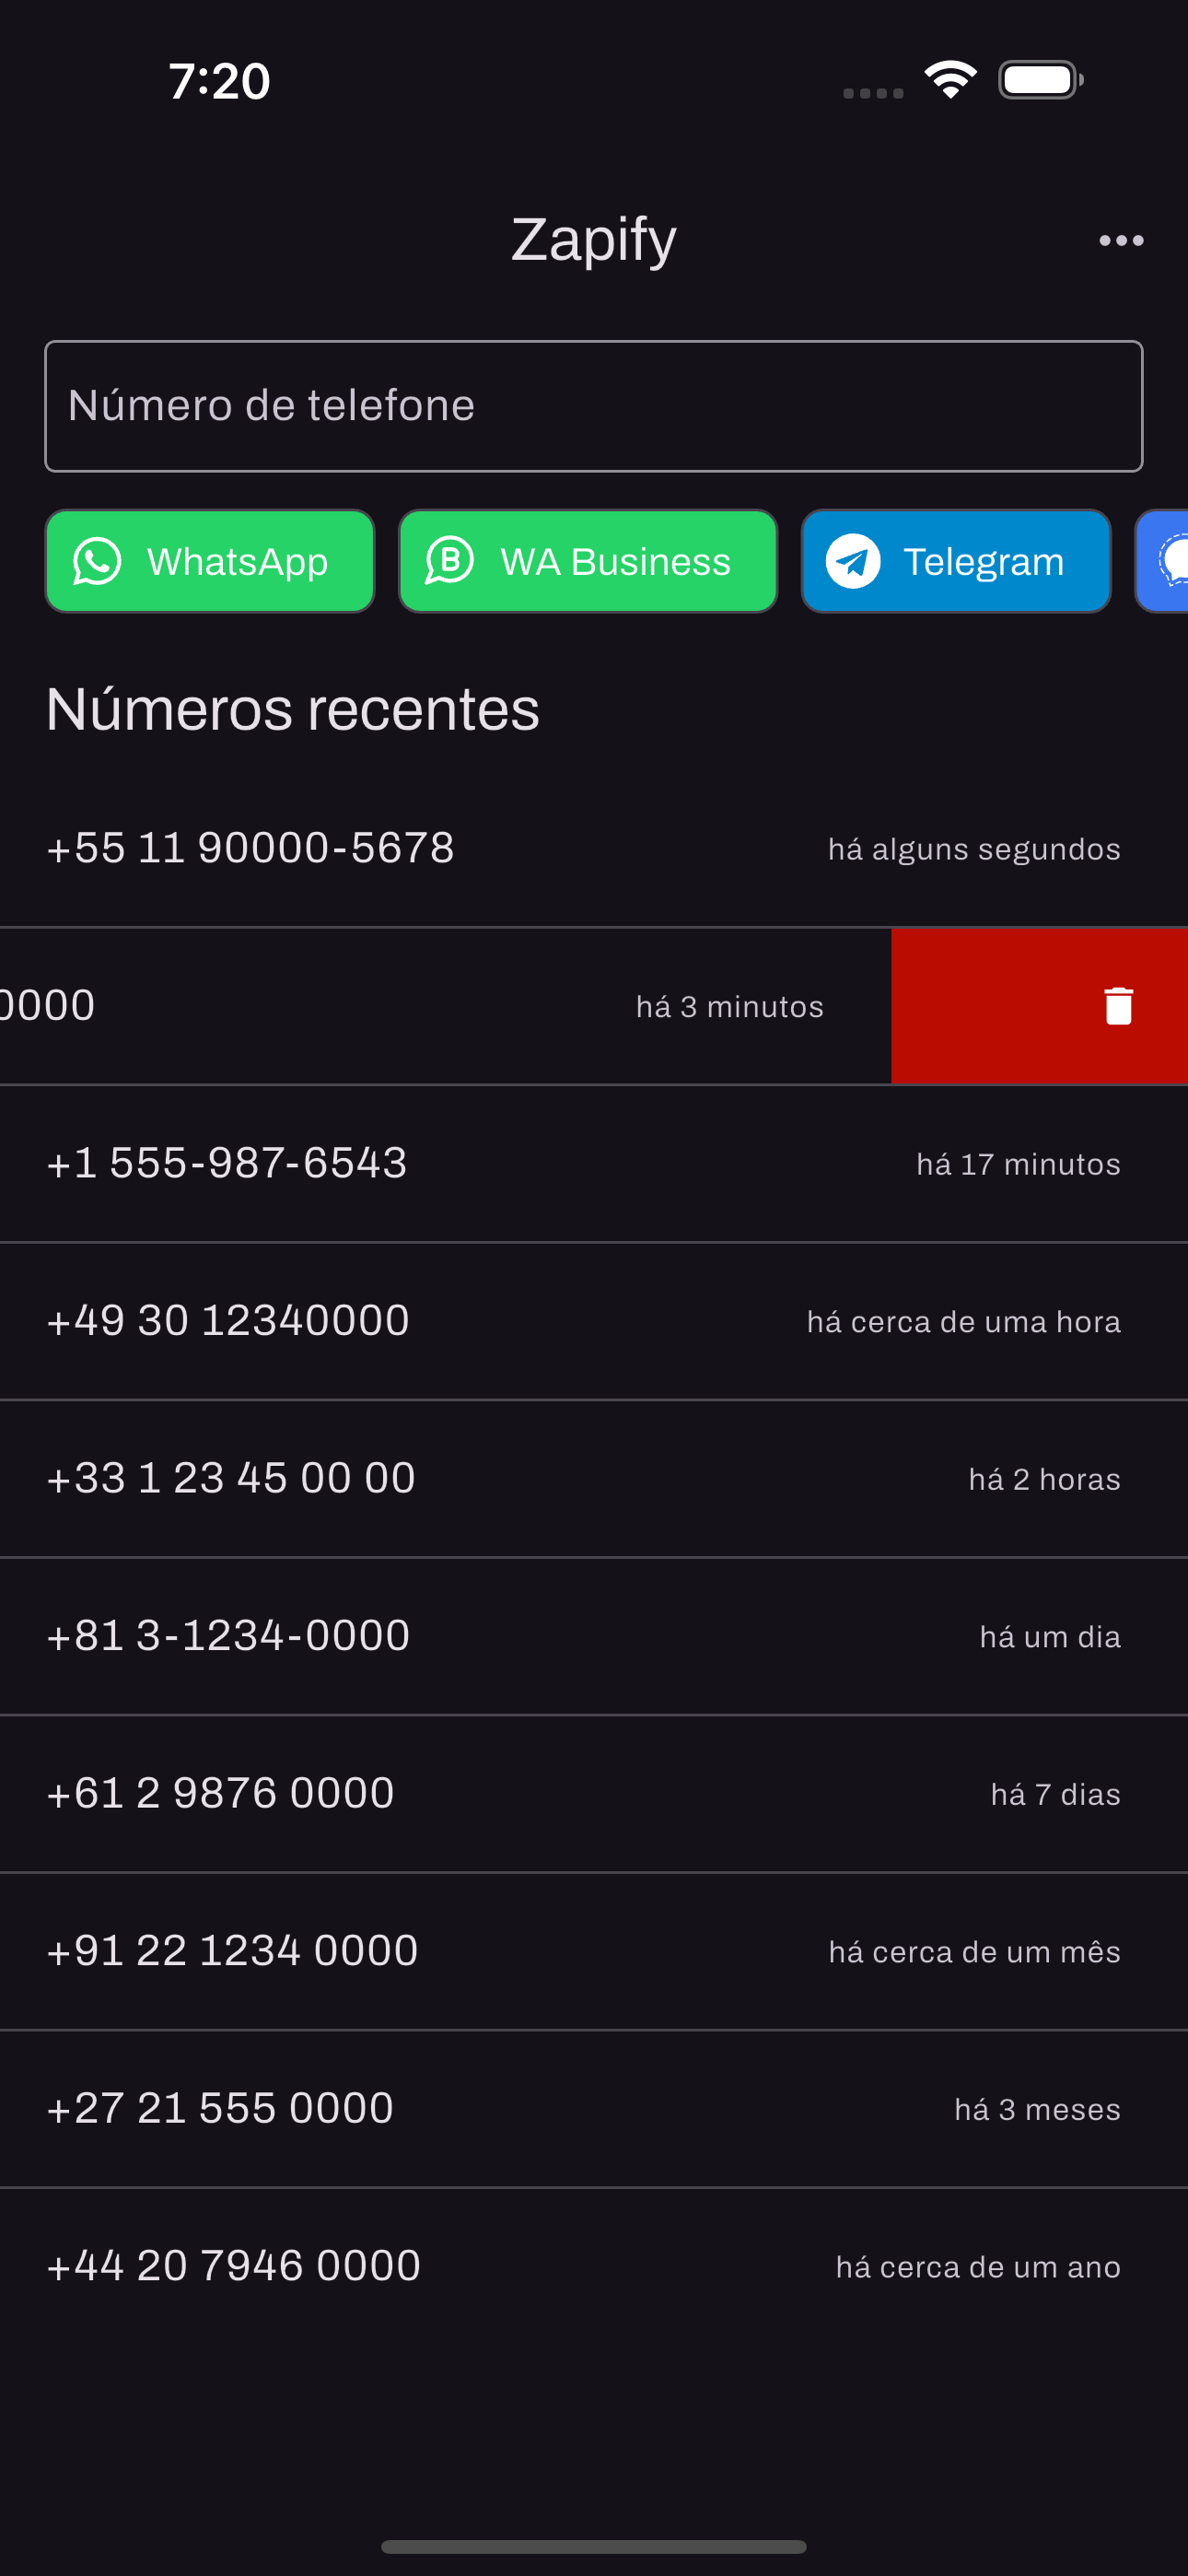 7:20
Zapify
Número de telefone
WhatsApp
WA Business
Telegram
Números recentes
+55 11 90000-5678 há alguns segundos
0000 há 3 minutos
+1 555-987-6543 há 17 minutos
+49 30 12340000 há cerca de uma hora
+33 1 23 45 00 00 há 2 horas
+81 3-1234-0000 há um dia
+61 2 9876 0000 há 7 dias
+91 22 1234 0000 há cerca de um mês
+27 21 555 0000 há 3 meses
+44 20 7946 0000 há cerca de um ano